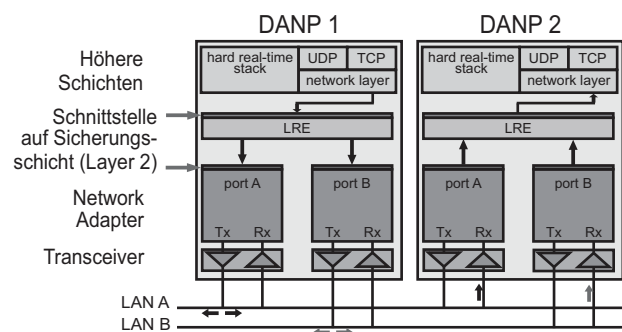 DANP 1
DANP 2
Höhere
Schichten
hard real-time
stack
UDP
TCP
network layer
hard real-time
stack
UDP
TCP
network layer
Schnittstelle
auf Sicherungs-
schicht (Layer 2)
LRE
LRE
Network
Adapter
port A
Tx
Rx
port B
Tx
Rx
port A
Tx
Rx
port B
Tx
Rx
Transceiver
LAN A
LAN B